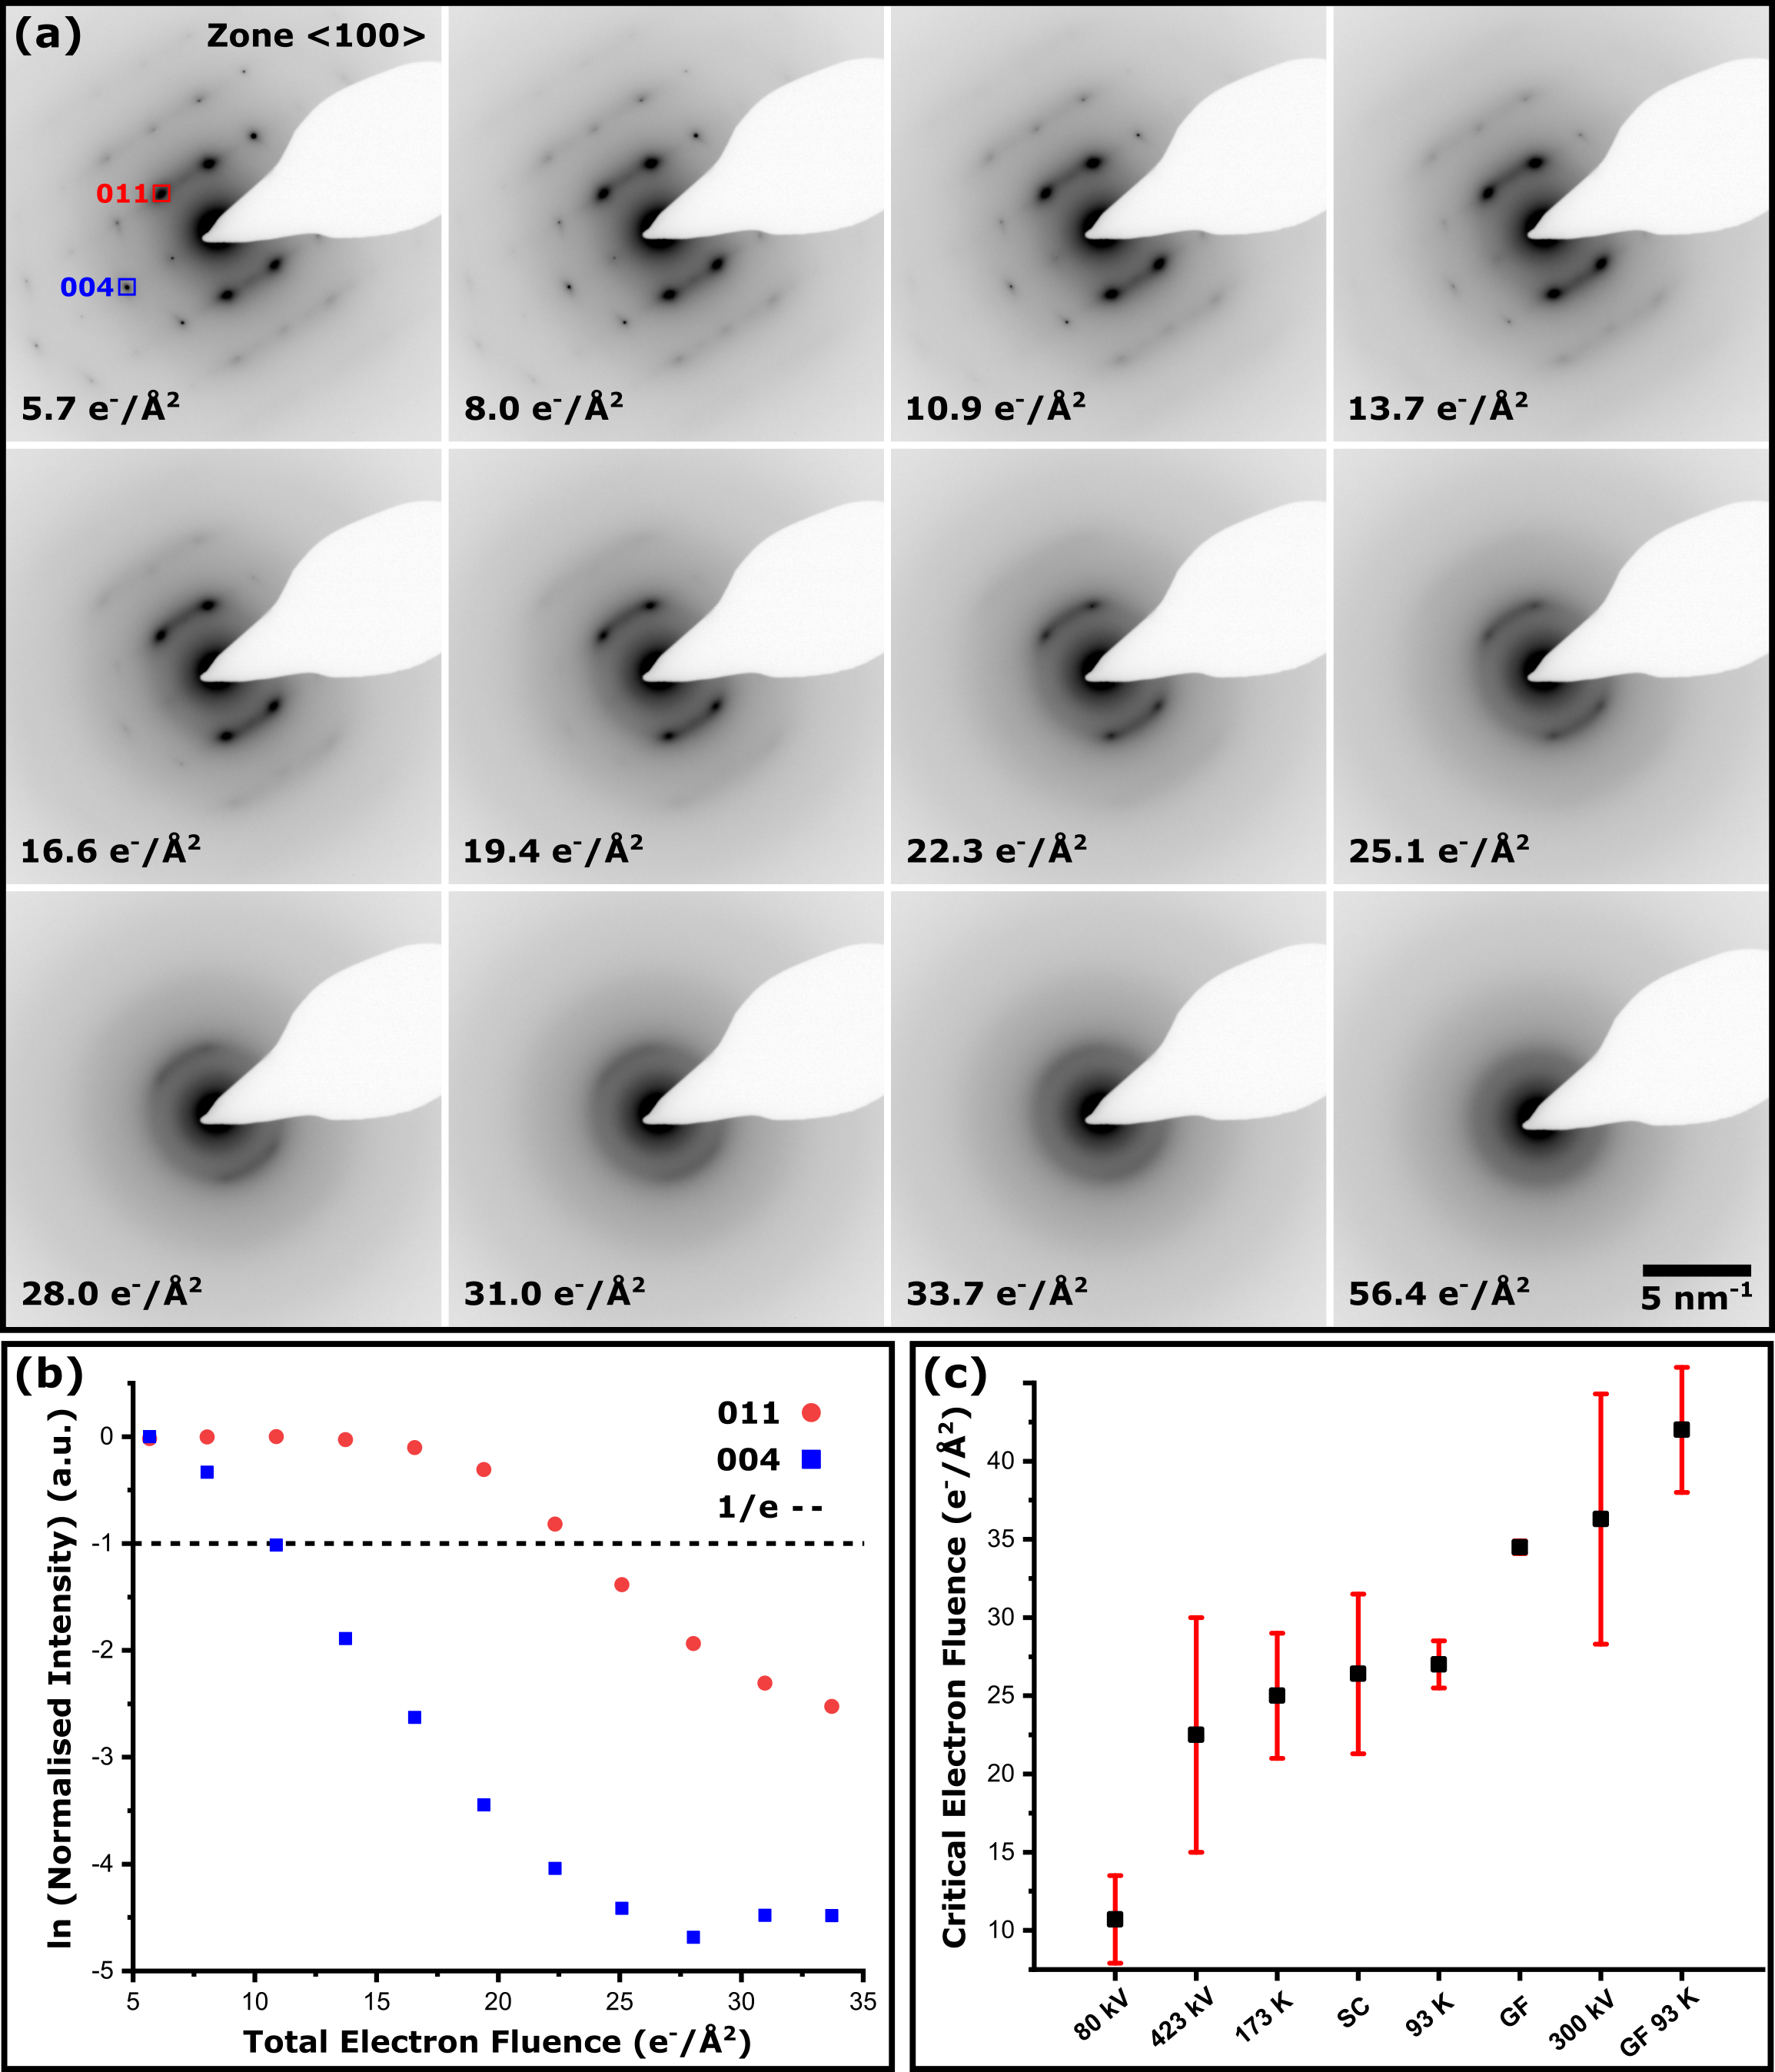 (a)
Zone <100>
011
004
5.7 e⁻/Å²
8.0 e⁻/Å²
10.9 e⁻/Å²
13.7 e⁻/Å²
16.6 e⁻/Å²
19.4 e⁻/Å²
22.3 e⁻/Å²
25.1 e⁻/Å²
28.0 e⁻/Å²
31.0 e⁻/Å²
33.7 e⁻/Å²
56.4 e⁻/Å²
5 nm⁻¹
(b)
ln (Normalised Intensity) (a.u.)
0
-1
-2
-3
-4
-5
011
004
1/e --
5 10 15 20 25 30 35
Total Electron Fluence (e⁻/Å²)
(c)
Critical Electron Fluence (e⁻/Å²)
40
35
30
25
20
15
10
80 kV
423 kV
173 K
SC
93 K
GF
300 kV
GF 93 K